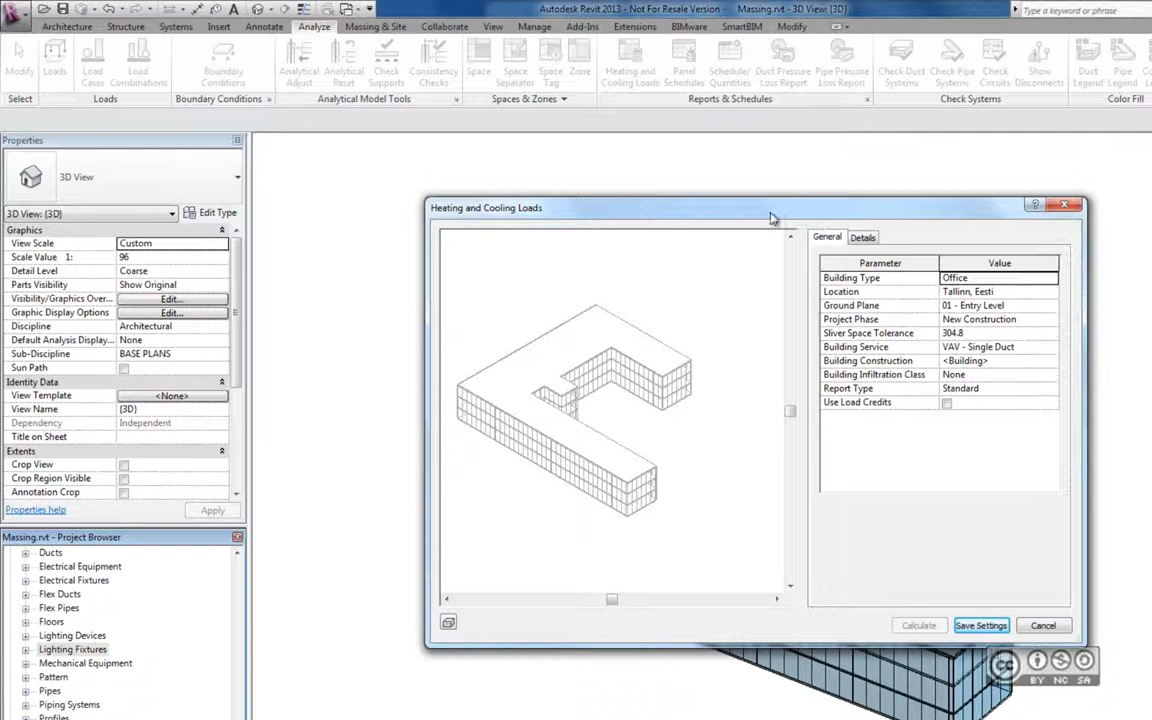 Autodesk Revit 2013 - Not For Resale Version - Massing.rvt - 3D View: {3D}
Type a keyword or phrase
Architecture Structure Systems Insert Annotate Analyze Massing & Site Collaborate View Manage Add-Ins Extensions BIMware SmartBIM Modify
Modify Loads Load Combinations Boundary Conditions Analytical Adjust Analytical Reset Check Supports Consistency Checks Space Space Separator Space Tag Zone Heating and Cooling Loads Panel Schedules Schedule/ Quantities Duct Pressure Loss Report Pipe Pressure Loss Report Check Duct Systems Check Pipe Systems Check Circuits Show Disconnects Duct Legend Pipe Legend
Load Cases
Select Loads Boundary Conditions Analytical Model Tools Spaces & Zones Reports & Schedules Check Systems Color Fill
Properties
3D View
3D View: {3D} Edit Type
Graphics
View Scale Custom
Scale Value 1: 96
Detail Level Coarse
Parts Visibility Show Original
Visibility/Graphics Over... Edit...
Graphic Display Options Edit...
Discipline Architectural
Default Analysis Display... None
Sub-Discipline BASE PLANS
Sun Path
Identity Data
View Template <None>
View Name {3D}
Dependency Independent
Title on Sheet
Extents
Crop View
Crop Region Visible
Annotation Crop
Properties help Apply
Massing.rvt - Project Browser
Ducts
Electrical Equipment
Electrical Fixtures
Flex Ducts
Flex Pipes
Floors
Lighting Devices
Lighting Fixtures
Mechanical Equipment
Pattern
Pipes
Piping Systems
Profiles
Heating and Cooling Loads
General Details
Parameter Value
Building Type Office
Location Tallinn, Eesti
Ground Plane 01 - Entry Level
Project Phase New Construction
Sliver Space Tolerance 304.8
Building Service VAV - Single Duct
Building Construction <Building>
Building Infiltration Class None
Report Type Standard
Use Load Credits
Calculate Save Settings Cancel
cc
BY NC SA